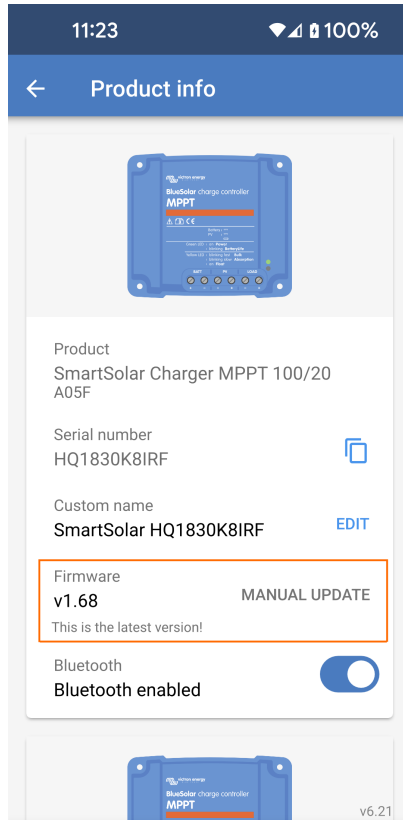 11:23
100%
Product info
victron energy
BlueSolar charge controller
MPPT
Product
SmartSolar Charger MPPT 100/20
A05F
Serial number
HQ1830K8IRF
Custom name
SmartSolar HQ1830K8IRF
EDIT
Firmware
v1.68
MANUAL UPDATE
This is the latest version!
Bluetooth
Bluetooth enabled
victron energy
BlueSolar charge controller
MPPT
v6.21